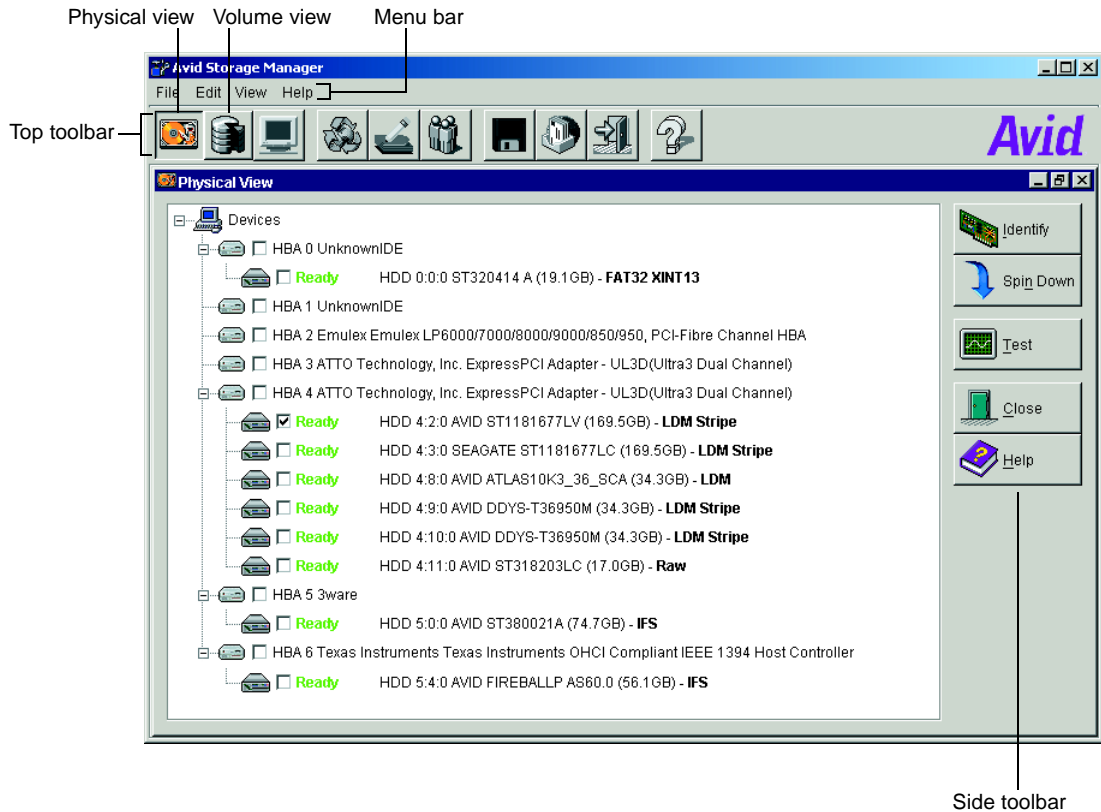 Physical view Volume view Menu bar
Avid Storage Manager
File Edit View Help
Top toolbar
Avid
Physical View
Devices
HBA 0 UnknownIDE
Ready HDD 0:0:0 ST320414 A (19.1GB) - FAT32 XINT13
HBA 1 UnknownIDE
HBA 2 Emulex Emulex LP6000/7000/8000/9000/850/950, PCI-Fibre Channel HBA
HBA 3 ATTO Technology, Inc. ExpressPCI Adapter - UL3D(Ultra3 Dual Channel)
HBA 4 ATTO Technology, Inc. ExpressPCI Adapter - UL3D(Ultra3 Dual Channel)
Ready HDD 4:2:0 AVID ST1181677LV (169.5GB) - LDM Stripe
Ready HDD 4:3:0 SEAGATE ST1181677LC (169.5GB) - LDM Stripe
Ready HDD 4:8:0 AVID ATLAS10K3_36_SCA (34.3GB) - LDM
Ready HDD 4:9:0 AVID DDYS-T36950M (34.3GB) - LDM Stripe
Ready HDD 4:10:0 AVID DDYS-T36950M (34.3GB) - LDM Stripe
Ready HDD 4:11:0 AVID ST318203LC (17.0GB) - Raw
HBA 5 3ware
Ready HDD 5:0:0 AVID ST380021A (74.7GB) - IFS
HBA 6 Texas Instruments Texas Instruments OHCI Compliant IEEE 1394 Host Controller
Ready HDD 5:4:0 AVID FIREBALLP AS60.0 (56.1GB) - IFS
Identify
Spin Down
Test
Close
Help
Side toolbar